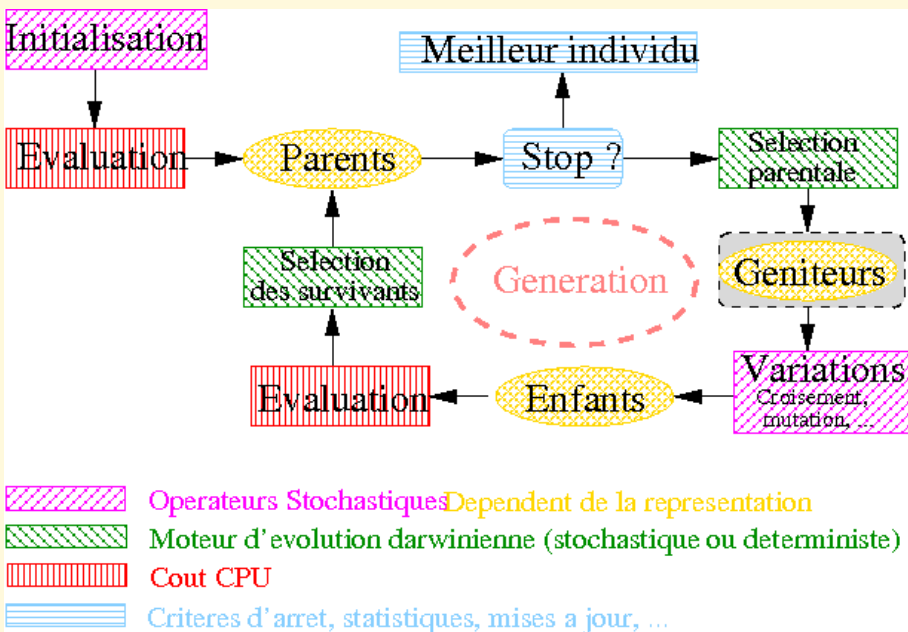 Initialisation
Meilleur individu
Evaluation
Parents
Stop ?
Selection
parentale
Selection
des survivants
Generation
Geniteurs
Evaluation
Enfants
Variations
Croisement,
mutation, ...
Operateurs Stochastiques Dependent de la representation
Moteur d'evolution darwinienne (stochastique ou deterministe)
Cout CPU
Criteres d'arret, statistiques, mises a jour, ...